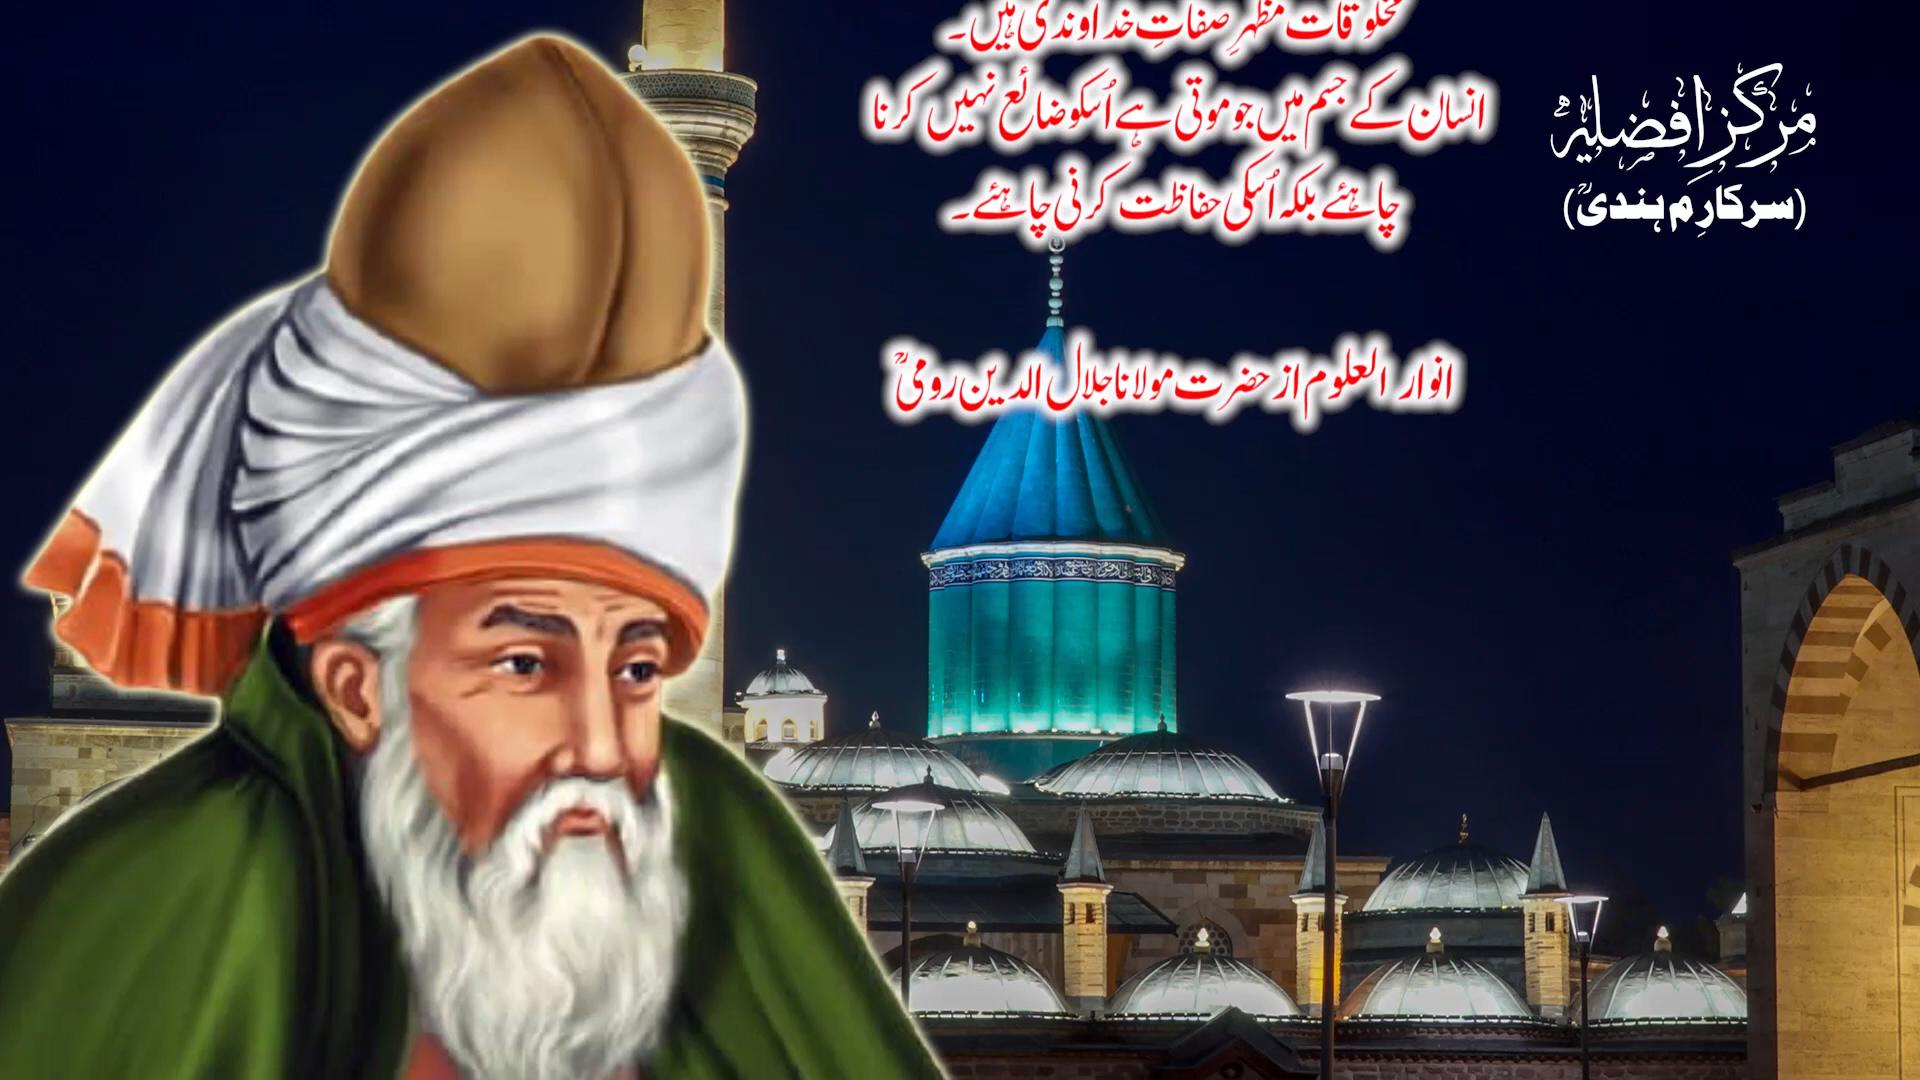 مخلوقات مظہرِ صفاتِ خداوندی ہیں۔
انسان کے جسم میں جو موتی ہے اُسکو ضائع نہیں کرنا
چاہئے بلکہ اُسکی حفاظت کرنی چاہئے۔
انوار العلوم از حضرت مولانا جلال الدین رومیؒ
مرکزِ افضلیہ
(سرکارِ م ہندیؒ)